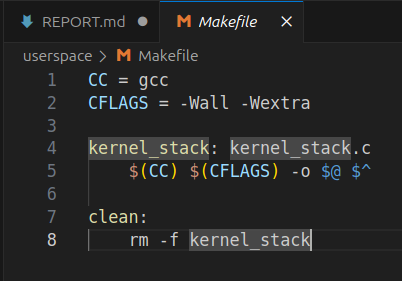 REPORT.md ● Makefile ×
userspace > Makefile
1 CC = gcc
2 CFLAGS = -Wall -Wextra
3
4 kernel_stack: kernel_stack.c
5     $(CC) $(CFLAGS) -o $@ $^
6
7 clean:
8     rm -f kernel_stack